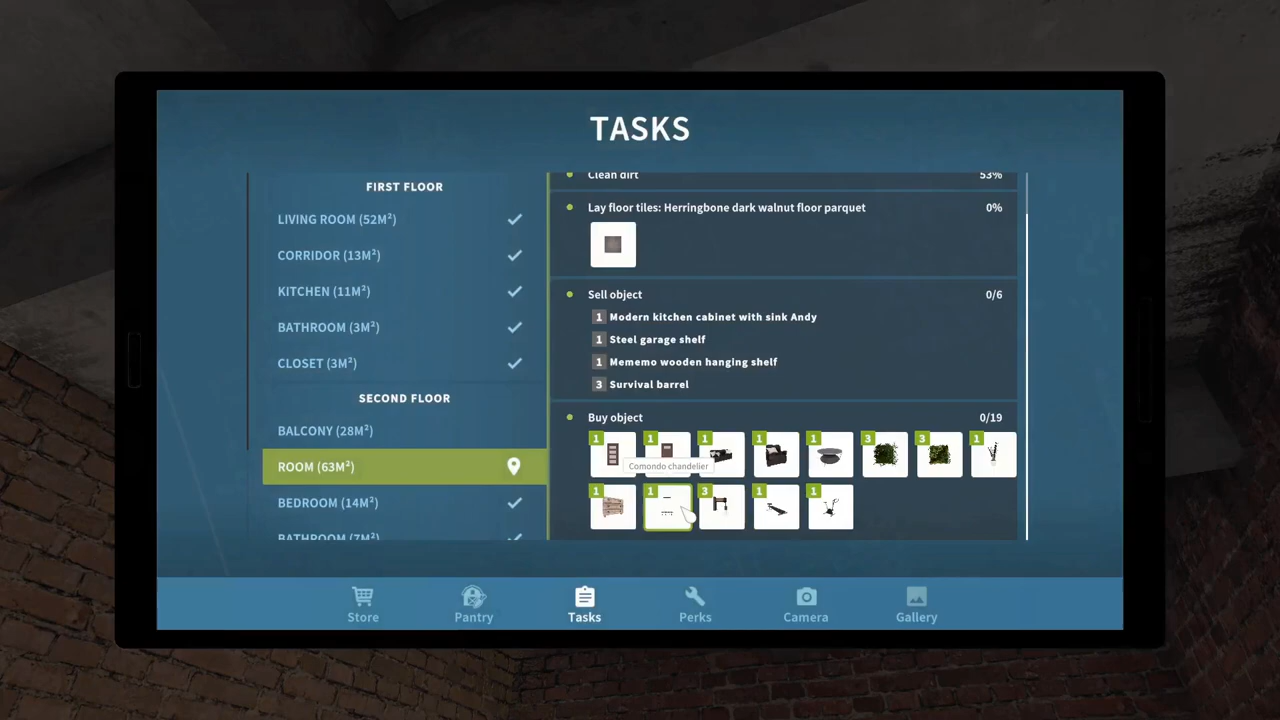 TASKS
FIRST FLOOR
LIVING ROOM (52M²)
CORRIDOR (13M²)
KITCHEN (11M²)
BATHROOM (3M²)
CLOSET (3M²)
SECOND FLOOR
BALCONY (28M²)
ROOM (63M²)
BEDROOM (14M²)
BATHROOM (7M²)
Clean dirt 53%
Lay floor tiles: Herringbone dark walnut floor parquet 0%
Sell object 0/6
1 Modern kitchen cabinet with sink Andy
1 Steel garage shelf
1 Mememo wooden hanging shelf
3 Survival barrel
Buy object 0/19
1 1 1 1 1 3 3 1
Comondo chandelier
1 1 3 1 1
Store Pantry Tasks Perks Camera Gallery